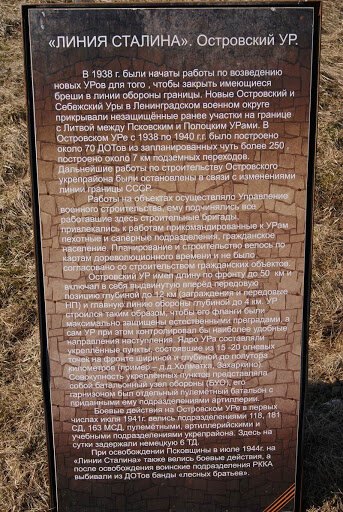 «ЛИНИЯ СТАЛИНА». Островский УР.
В 1938 г. были начаты работы по возведению
новых УРов для того , чтобы закрыть имеющиеся
бреши в линии обороны границы. Новые Островский и
Себежский Уры в Ленинградском военном округе
прикрывали незащищённые ранее участки на границе
с Литвой между Псковским и Полоцким УРами. В
Островском УРе с 1938 по 1940 г.г. было построено
около 70 ДОТов из запланированных чуть более 250
построено около 7 км подземных переходов.
Дальнейшие работы по строительству Островского
укрепрайона были остановлены в связи с изменениями
линии границы СССР.
Работы на объектах осуществляло Управление
военного строительства, ему подчинялись все
работавшие здесь строительные бригады,
привлекались к работам прикомандированные к УРам
пехотные и сапёрные подразделения, гражданское
население. Планирование и строительство велось по
картам дореволюционного времени и не было
согласовано со строительством гражданских объектов.
Островский УР имел длину по фронту до 50 км и
включал в себя выдвинутую вперёд передовую
позицию глубиной до 12 км (заграждения и передовые
НП) и главную линию обороны глубиной до 4 км. УР
строился таким образом, чтобы его фланги были
максимально защищены естественными преградами, а
сам УР при этом контролировал бы наиболее удобные
направления наступления. Ядро УРа составляли
укреплённые пункты, состоявшие из 15 -20 огневых
точек на фронте шириной и глубиной до полутора
километров (пример – д.д.Холматка, Захаркино).
Совокупность укреплённых пунктов представляла
собой батальонный узел обороны (БУО), его
гарнизоном был отдельный пулемётный батальон с
приданными ему подразделениями артиллерии.
Боевые действия на Островском УРе в первых
числах июля 1941г. велись подразделениями 118, 181
СД, 163 МСД, пулемётными, артиллерийскими и
учебными подразделениями укрепрайона. Здесь на
сутки задержали немецкую 6 ТД.
При освобождении Псковщины в июле 1944г. на
«Линии Сталина» также велись боевые действия, а
после освобождения воинские подразделения РККА
выбивали из ДОТов банды «лесных братьев».